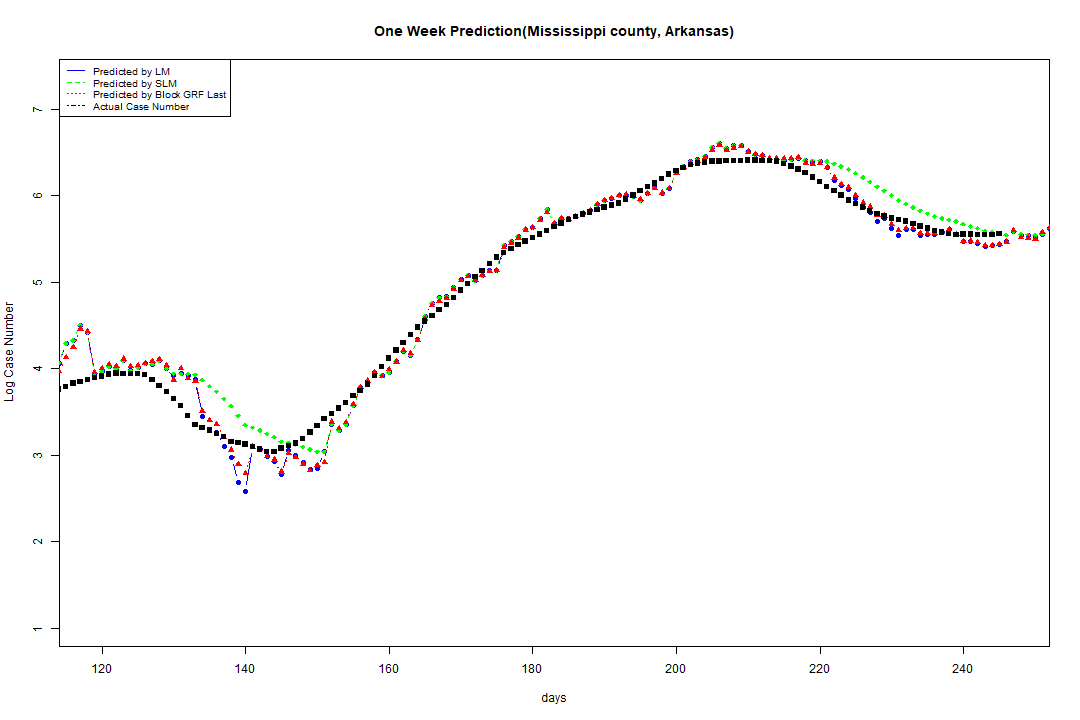 One Week Prediction(Mississippi county, Arkansas)
Predicted by LM
Predicted by SLM
Predicted by Block GRF Last
Actual Case Number
7
6
5
4
3
2
1
Log Case Number
120 140 160 180 200 220 240
days